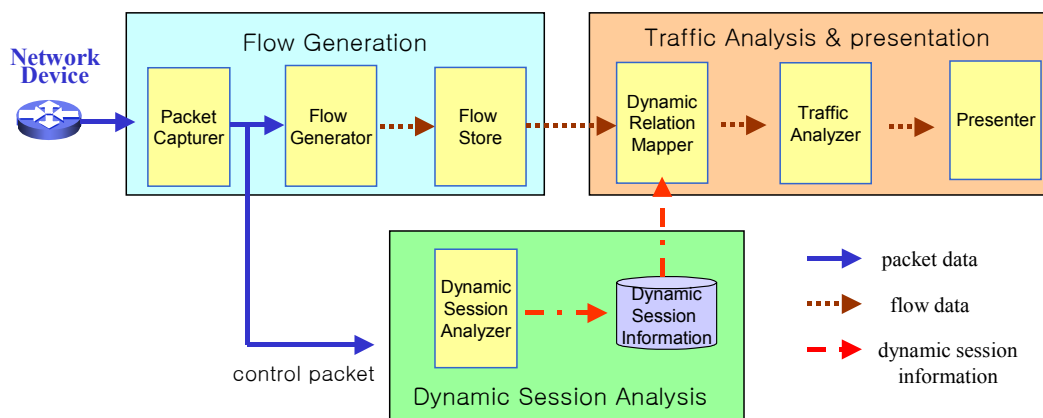 Flow Generation
Traffic Analysis & presentation
Network
Device
Packet
Capturer
Flow
Generator
Flow
Store
Dynamic
Relation
Mapper
Traffic
Analyzer
Presenter
Dynamic
Session
Analyzer
Dynamic
Session
Information
control packet
Dynamic Session Analysis
packet data
flow data
dynamic session
information